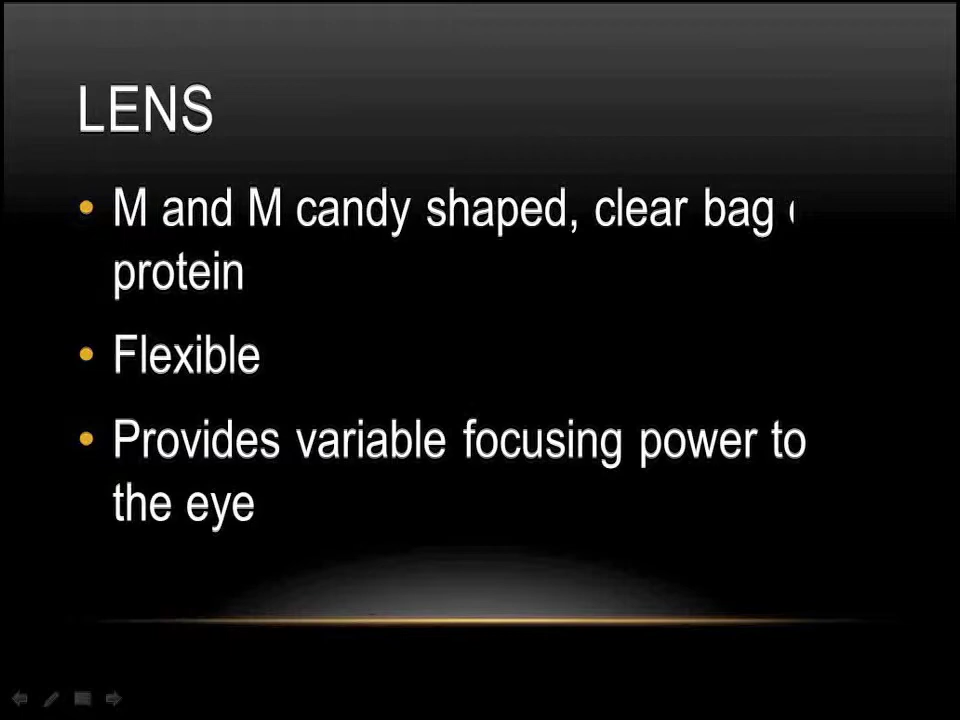 LENS
• M and M candy shaped, clear bag
protein
• Flexible
• Provides variable focusing power to
the eye